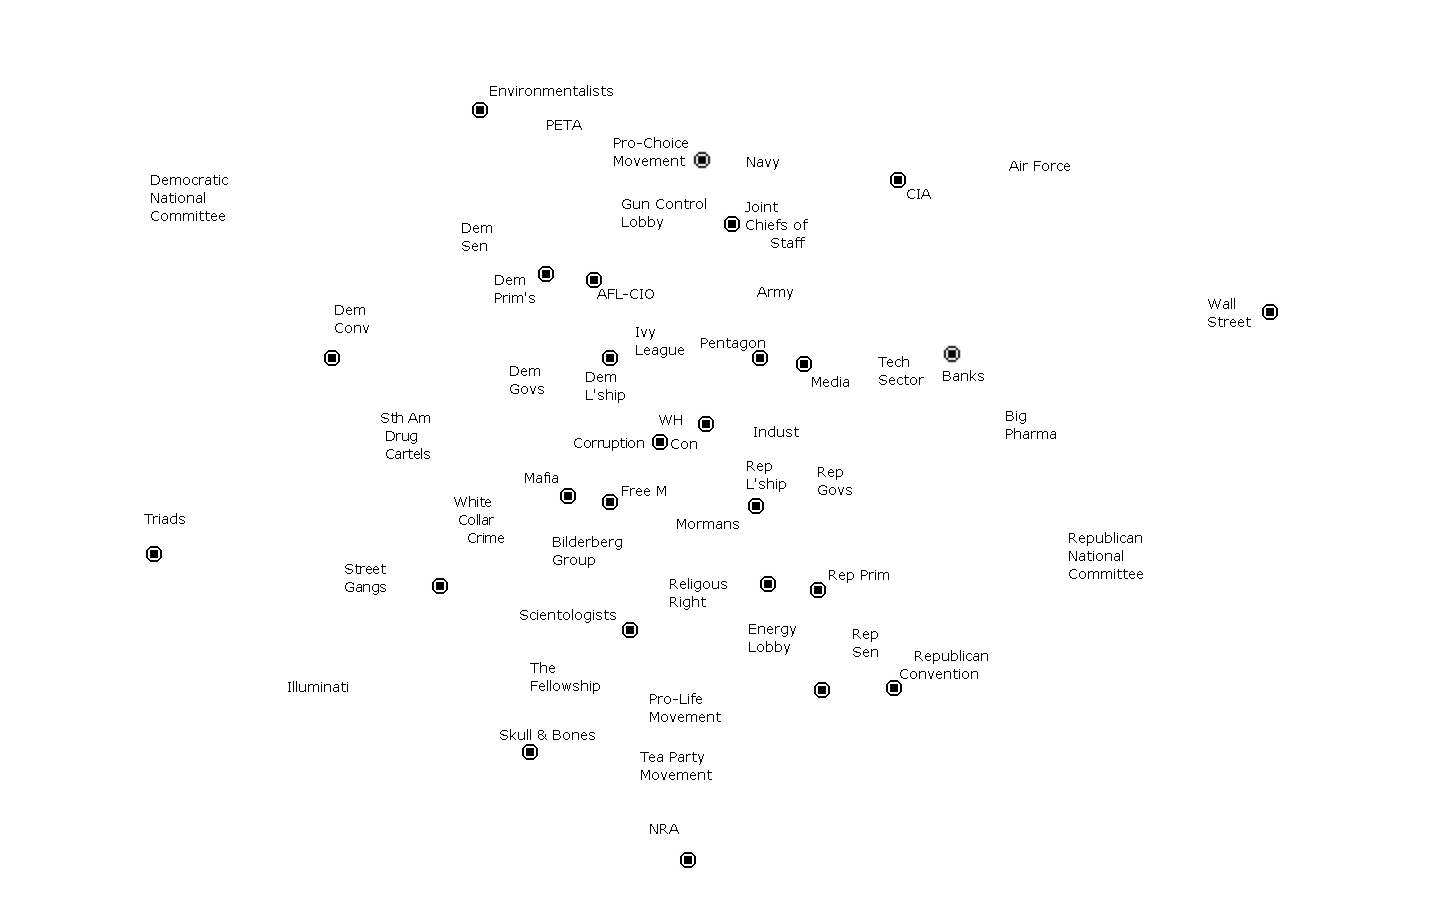 Environmentalists
PETA
Pro-Choice
Movement
Navy
Air Force
Democratic
National
Committee
CIA
Gun Control
Lobby
Joint
Chiefs of
Staff
Dem
Sen
Dem
Prim's
AFL-CIO
Army
Dem
Conv
Wall
Street
Ivy
League
Pentagon
Dem
Govs
Dem
L'ship
Media
Tech
Sector
Banks
Sth Am
Drug
Cartels
WH
Corruption
Con
Indust
Big
Pharma
Rep
L'ship
Rep
Govs
Mafia
Free M
White
Collar
Crime
Triads
Mormans
Bilderberg
Group
Republican
National
Committee
Street
Gangs
Religous
Right
Rep Prim
Scientologists
Energy
Lobby
Rep
Sen
Republican
Convention
The
Fellowship
Illuminati
Pro-Life
Movement
Skull & Bones
Tea Party
Movement
NRA